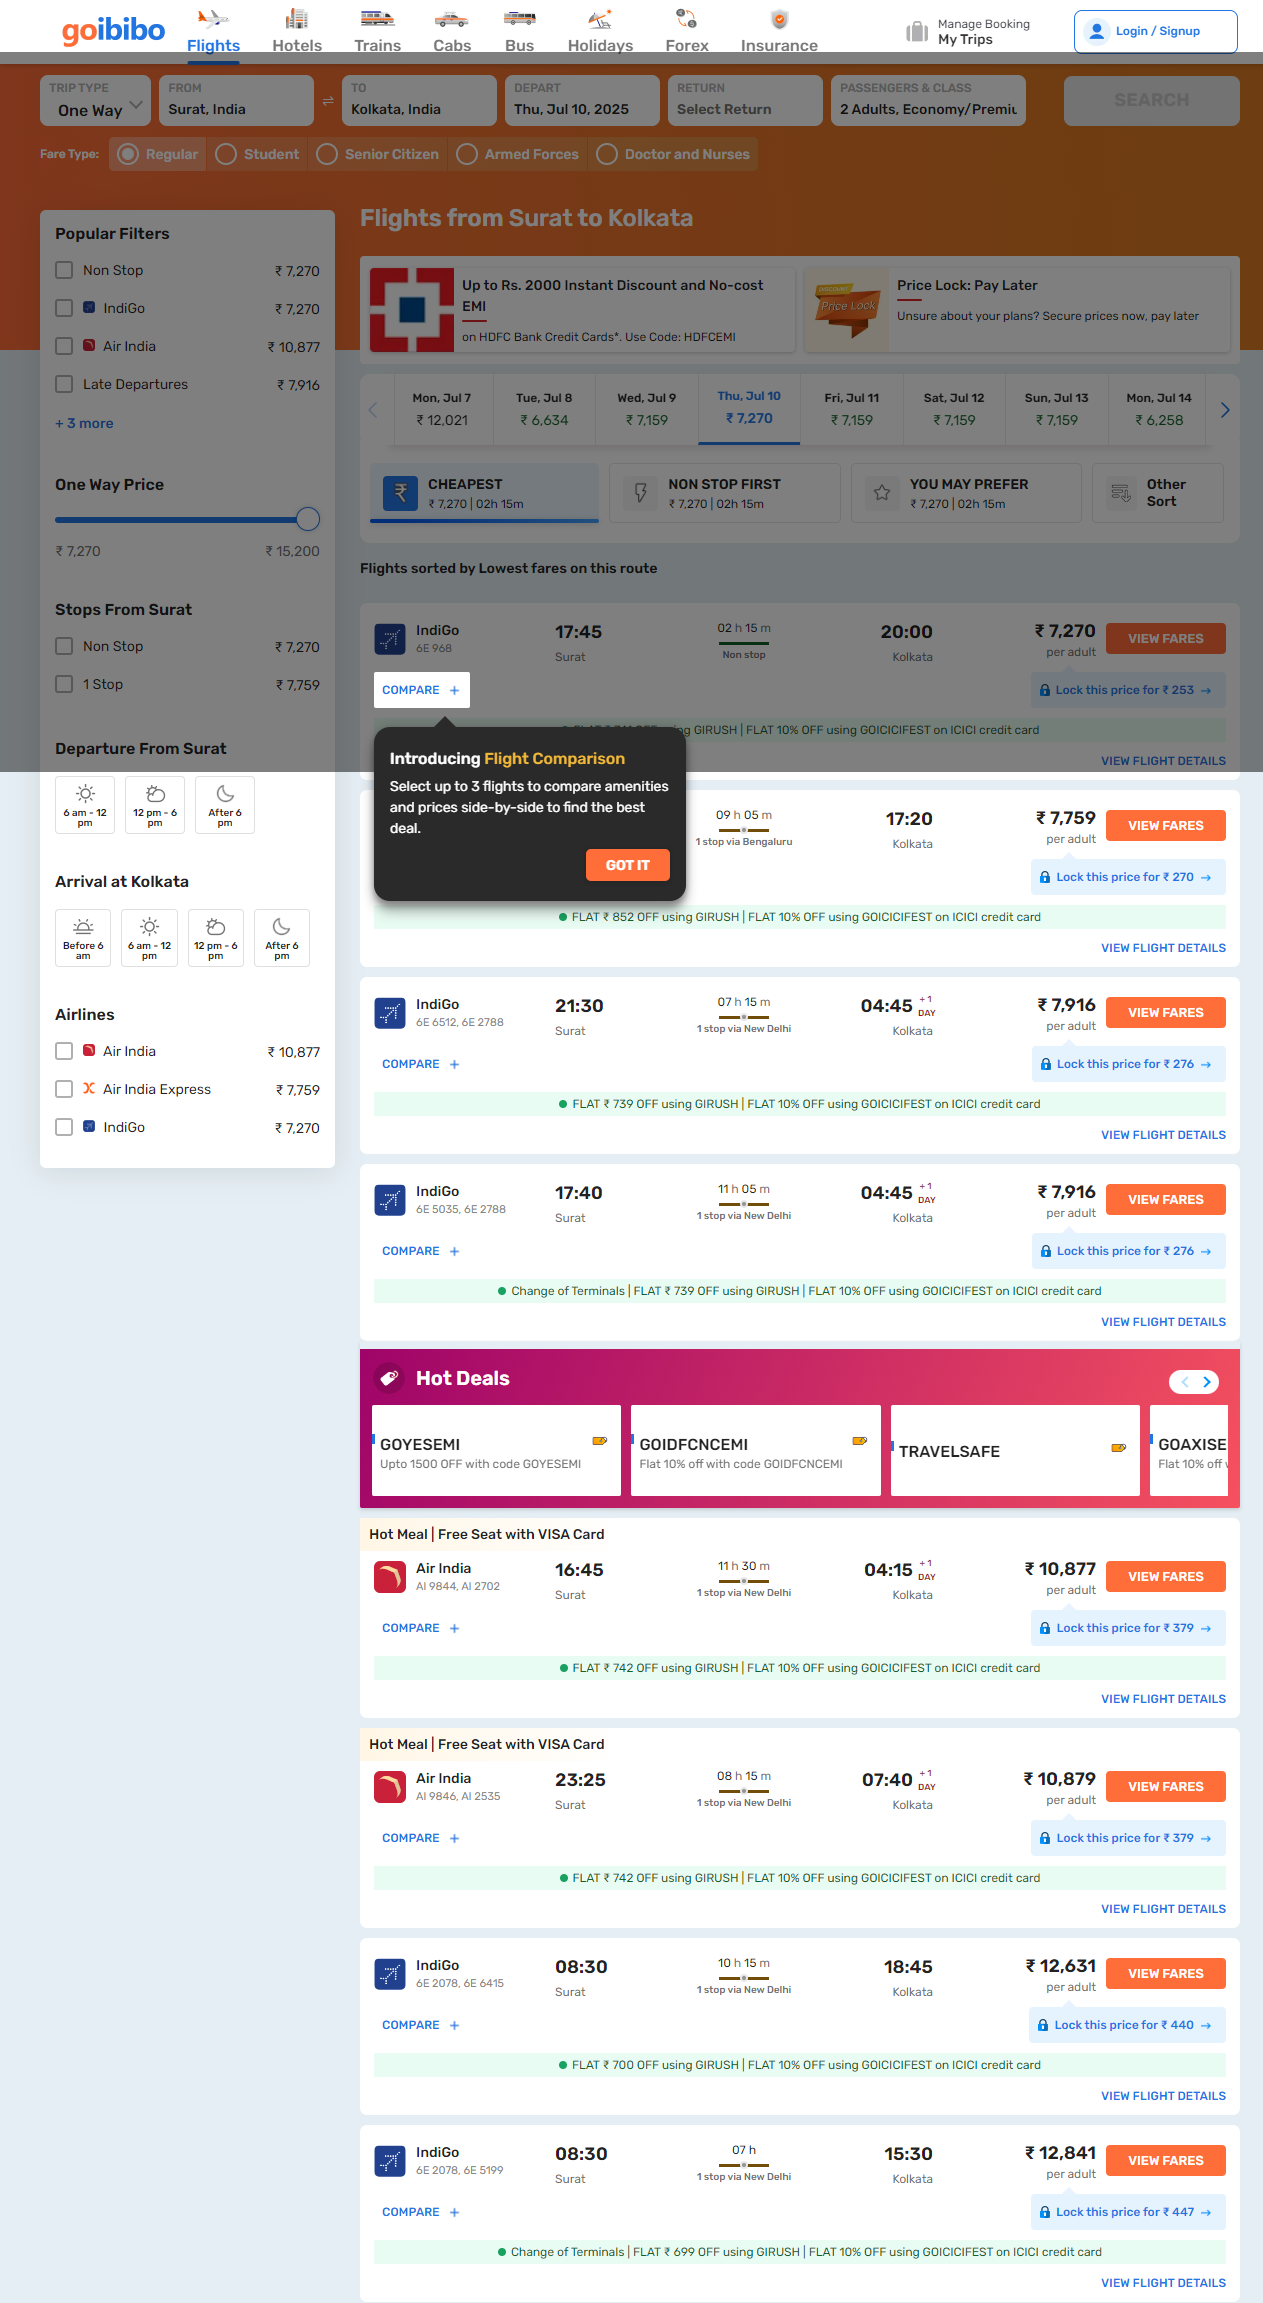 goibibo
Flights
Hotels
Trains
Cabs
Bus
Holidays
Forex
Insurance
Manage Booking
My Trips
Login / Signup
TRIP TYPE
One Way
FROM
Surat, India
TO
Kolkata, India
DEPART
Thu, Jul 10, 2025
RETURN
Select Return
PASSENGERS & CLASS
2 Adults, Economy/Premiu
SEARCH
Fare Type:
Regular
Student
Senior Citizen
Armed Forces
Doctor and Nurses
Popular Filters
Non Stop ₹ 7,270
IndiGo ₹ 7,270
Air India ₹ 10,877
Late Departures ₹ 7,916
+ 3 more
One Way Price
₹ 7,270 ₹ 15,200
Stops From Surat
Non Stop ₹ 7,270
1 Stop ₹ 7,759
Departure From Surat
6 am - 12 pm
12 pm - 6 pm
After 6 pm
Arrival at Kolkata
Before 6 am
6 am - 12 pm
12 pm - 6 pm
After 6 pm
Airlines
Air India ₹ 10,877
Air India Express ₹ 7,759
IndiGo ₹ 7,270
Flights from Surat to Kolkata
Up to Rs. 2000 Instant Discount and No-cost
EMI
on HDFC Bank Credit Cards*. Use Code: HDFCEMI
DISCOUNT
Price Lock
Price Lock: Pay Later
Unsure about your plans? Secure prices now, pay later
Mon, Jul 7
₹ 12,021
Tue, Jul 8
₹ 6,634
Wed, Jul 9
₹ 7,159
Thu, Jul 10
₹ 7,270
Fri, Jul 11
₹ 7,159
Sat, Jul 12
₹ 7,159
Sun, Jul 13
₹ 7,159
Mon, Jul 14
₹ 6,258
CHEAPEST
₹ 7,270 | 02h 15m
NON STOP FIRST
₹ 7,270 | 02h 15m
YOU MAY PREFER
₹ 7,270 | 02h 15m
Other
Sort
Flights sorted by Lowest fares on this route
IndiGo 17:45 02 h 15 m 20:00 ₹ 7,270 VIEW FARES
6E 968 Surat Non stop Kolkata per adult
COMPARE + Lock this price for ₹ 253 →
using GIRUSH | FLAT 10% OFF using GOICICIFEST on ICICI credit card
VIEW FLIGHT DETAILS
Introducing Flight Comparison
Select up to 3 flights to compare amenities
and prices side-by-side to find the best
deal.
GOT IT
09 h 05 m 17:20 ₹ 7,759 VIEW FARES
1 stop via Bengaluru Kolkata per adult
Lock this price for ₹ 270 →
FLAT ₹ 852 OFF using GIRUSH | FLAT 10% OFF using GOICICIFEST on ICICI credit card
VIEW FLIGHT DETAILS
IndiGo 21:30 07 h 15 m 04:45 +1 DAY ₹ 7,916 VIEW FARES
6E 6512, 6E 2788 Surat 1 stop via New Delhi Kolkata per adult
COMPARE + Lock this price for ₹ 276 →
FLAT ₹ 739 OFF using GIRUSH | FLAT 10% OFF using GOICICIFEST on ICICI credit card
VIEW FLIGHT DETAILS
IndiGo 17:40 11 h 05 m 04:45 +1 DAY ₹ 7,916 VIEW FARES
6E 5035, 6E 2788 Surat 1 stop via New Delhi Kolkata per adult
COMPARE + Lock this price for ₹ 276 →
Change of Terminals | FLAT ₹ 739 OFF using GIRUSH | FLAT 10% OFF using GOICICIFEST on ICICI credit card
VIEW FLIGHT DETAILS
Hot Deals
GOYESEMI
Upto 1500 OFF with code GOYESEMI
GOIDFCNCEMI
Flat 10% off with code GOIDFCNCEMI
TRAVELSAFE
GOAXISE
Flat 10% off
Hot Meal | Free Seat with VISA Card
Air India 16:45 11 h 30 m 04:15 +1 DAY ₹ 10,877 VIEW FARES
AI 9844, AI 2702 Surat 1 stop via New Delhi Kolkata per adult
COMPARE + Lock this price for ₹ 379 →
FLAT ₹ 742 OFF using GIRUSH | FLAT 10% OFF using GOICICIFEST on ICICI credit card
VIEW FLIGHT DETAILS
Hot Meal | Free Seat with VISA Card
Air India 23:25 08 h 15 m 07:40 +1 DAY ₹ 10,879 VIEW FARES
AI 9846, AI 2535 Surat 1 stop via New Delhi Kolkata per adult
COMPARE + Lock this price for ₹ 379 →
FLAT ₹ 742 OFF using GIRUSH | FLAT 10% OFF using GOICICIFEST on ICICI credit card
VIEW FLIGHT DETAILS
IndiGo 08:30 10 h 15 m 18:45 ₹ 12,631 VIEW FARES
6E 2078, 6E 6415 Surat 1 stop via New Delhi Kolkata per adult
COMPARE + Lock this price for ₹ 440 →
FLAT ₹ 700 OFF using GIRUSH | FLAT 10% OFF using GOICICIFEST on ICICI credit card
VIEW FLIGHT DETAILS
IndiGo 08:30 07 h 15:30 ₹ 12,841 VIEW FARES
6E 2078, 6E 5199 Surat 1 stop via New Delhi Kolkata per adult
COMPARE + Lock this price for ₹ 447 →
Change of Terminals | FLAT ₹ 699 OFF using GIRUSH | FLAT 10% OFF using GOICICIFEST on ICICI credit card
VIEW FLIGHT DETAILS